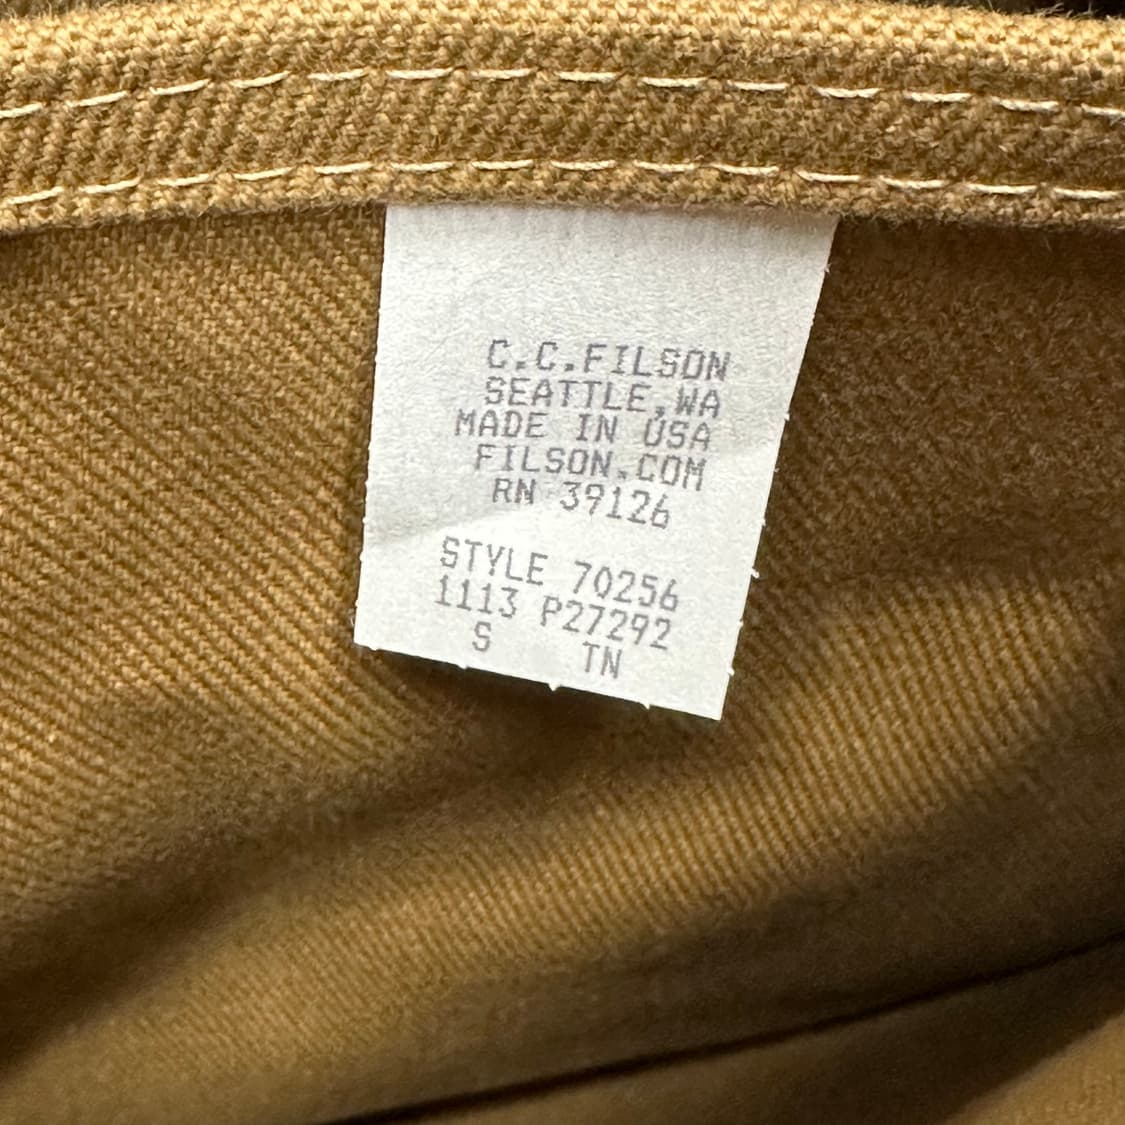 C.C.FILSON
SEATTLE,WA
MADE IN USA
FILSON.COM
RN 39126
STYLE 70256
1113 P27292
S TN